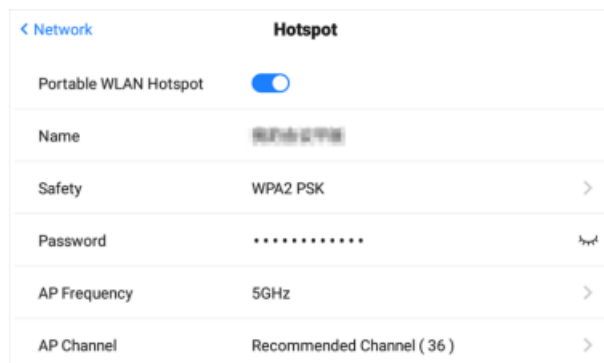 Network
Hotspot
Portable WLAN Hotspot
Name
Safety WPA2 PSK
Password ••••••••••••
AP Frequency 5GHz
AP Channel Recommended Channel ( 36 )